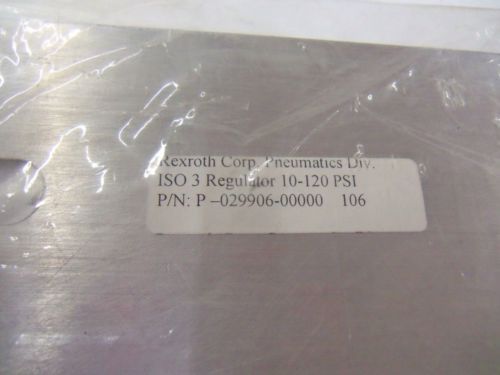 Rexroth Corp. Pneumatics Div.
ISO 3 Regulator 10-120 PSI
P/N: P –029906-00000 106